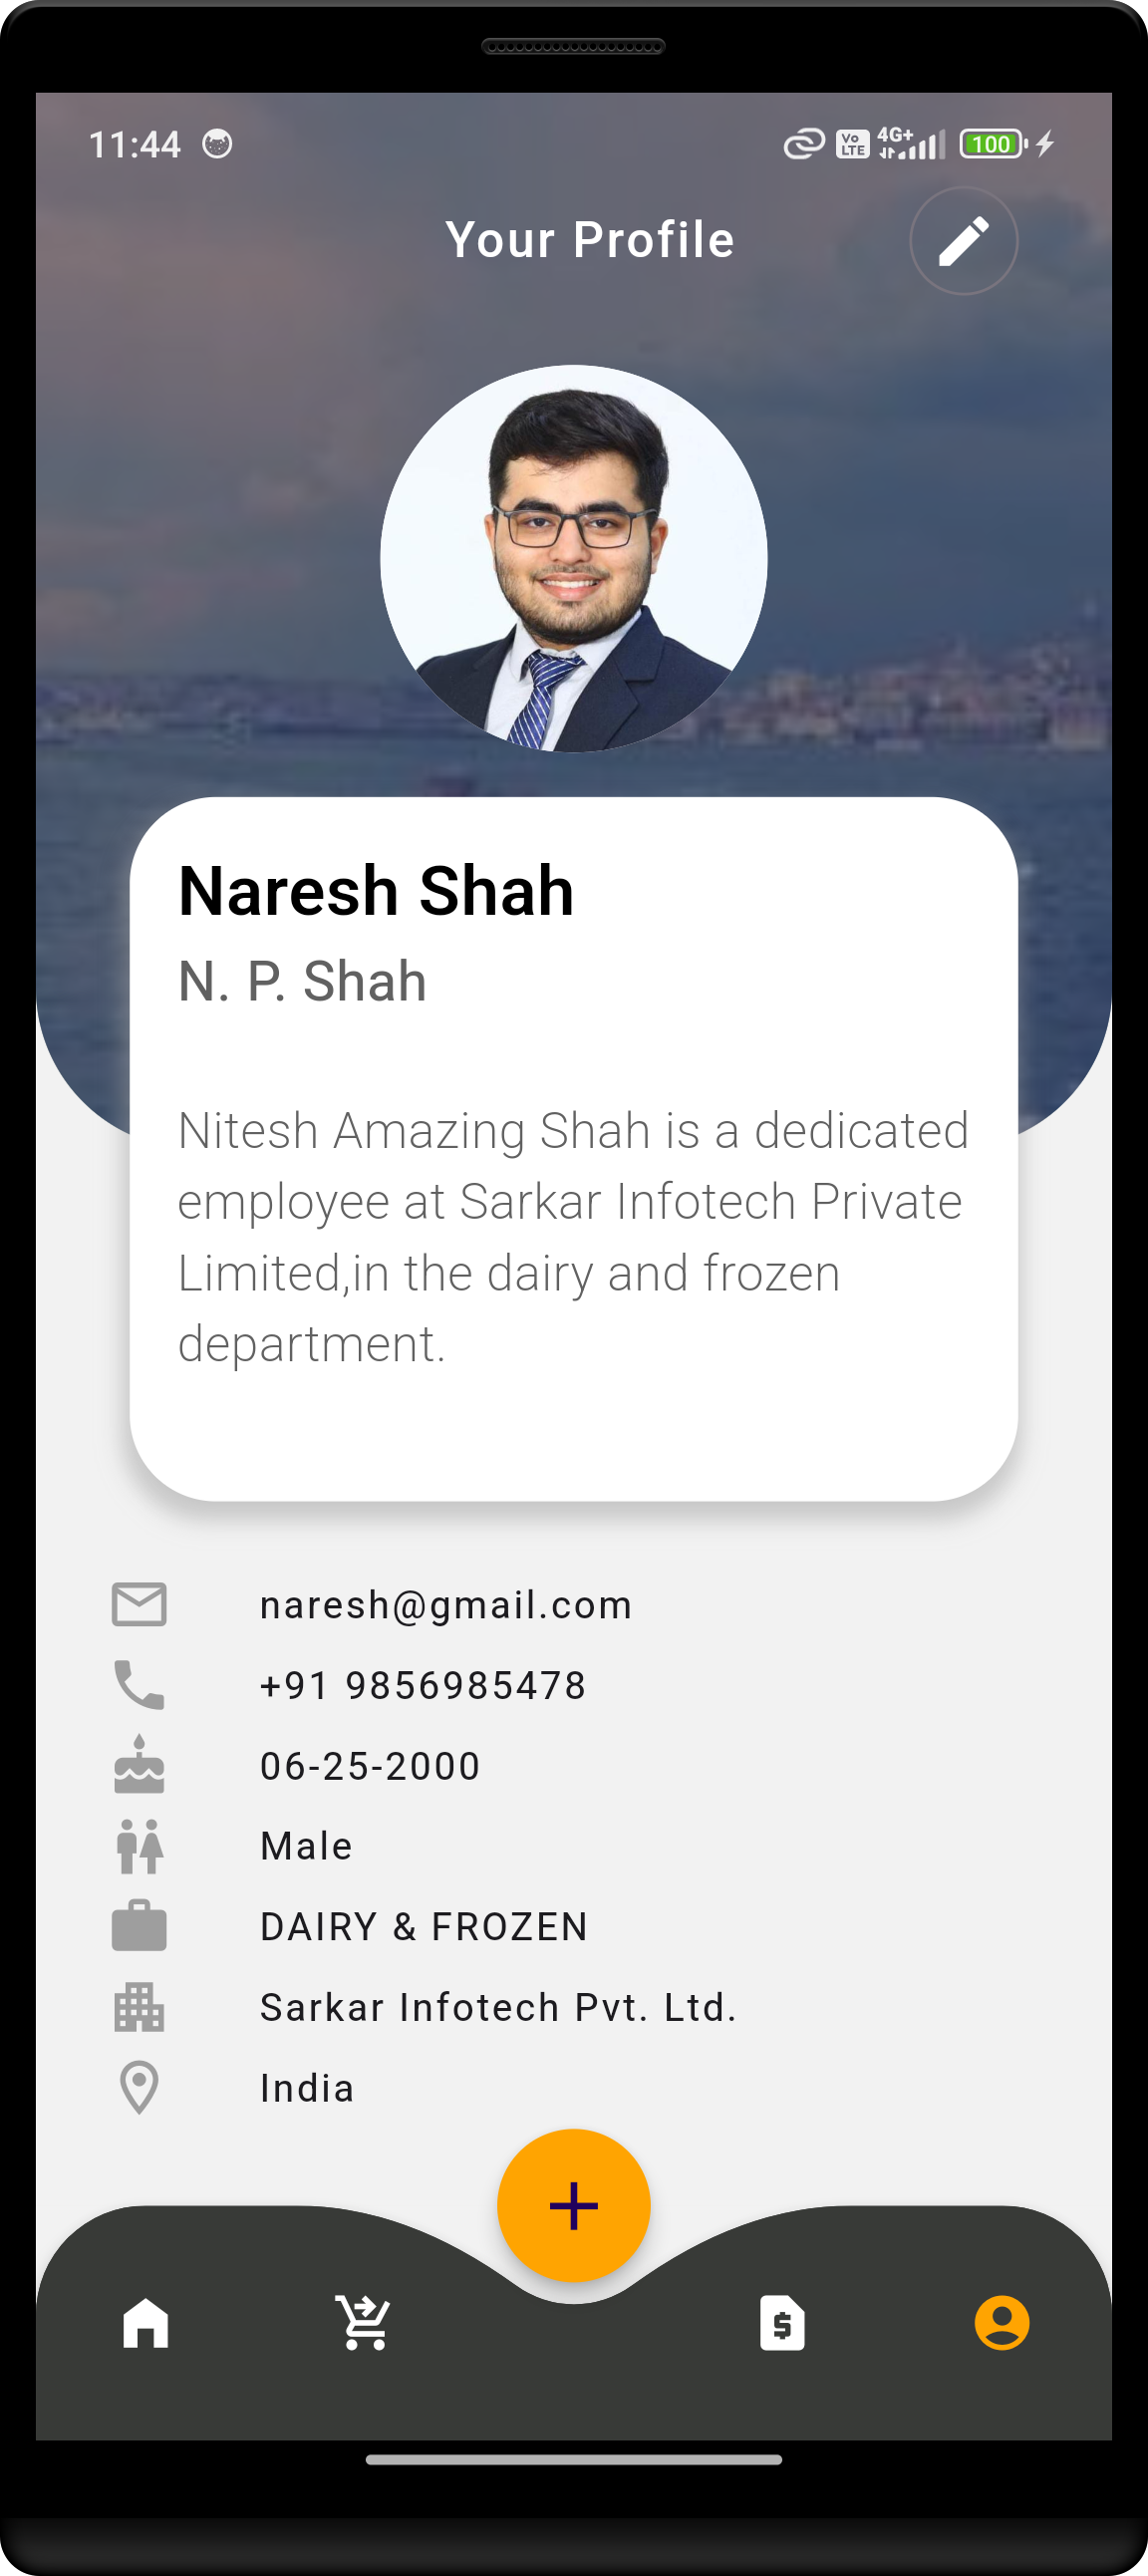 11:44
Vo LTE 4G+ 100
Your Profile
Naresh Shah
N. P. Shah
Nitesh Amazing Shah is a dedicated
employee at Sarkar Infotech Private
Limited,in the dairy and frozen
department.
naresh@gmail.com
+91 9856985478
06-25-2000
Male
DAIRY & FROZEN
Sarkar Infotech Pvt. Ltd.
India